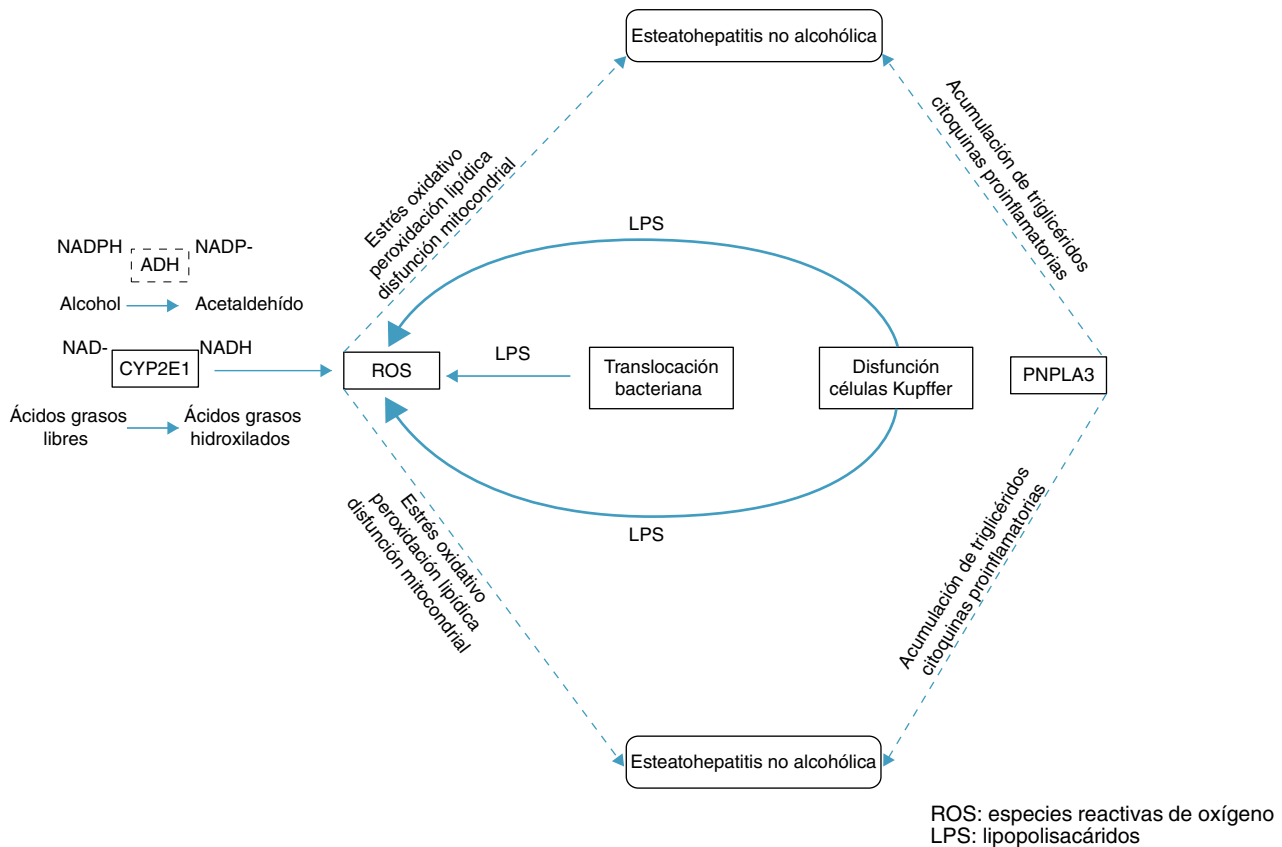 Esteatohepatitis no alcohólica
Estrés oxidativo
peroxidación lipídica
disfunción mitocondrial
Acumulación de triglicéridos
citoquinas proinflamatorias
LPS
NADPH
NADP-
ADH
Alcohol
Acetaldehído
NAD-
NADH
CYP2E1
ROS
LPS
Translocación
bacteriana
Disfunción
células Kupffer
PNPLA3
Ácidos grasos
libres
Ácidos grasos
hidroxilados
LPS
Estrés oxidativo
peroxidación lipídica
disfunción mitocondrial
Acumulación de triglicéridos
citoquinas proinflamatorias
Esteatohepatitis no alcohólica
ROS: especies reactivas de oxígeno
LPS: lipopolisacáridos